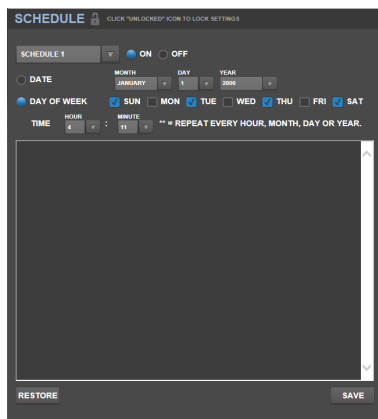 SCHEDULE CLICK "UNLOCKED" ICON TO LOCK SETTINGS
SCHEDULE 1 ON OFF
MONTH DAY YEAR
DATE JANUARY 1 2000
DAY OF WEEK SUN MON TUE WED THU FRI SAT
HOUR MINUTE
TIME 4 : 11 ** = REPEAT EVERY HOUR, MONTH, DAY OR YEAR.
RESTORE SAVE